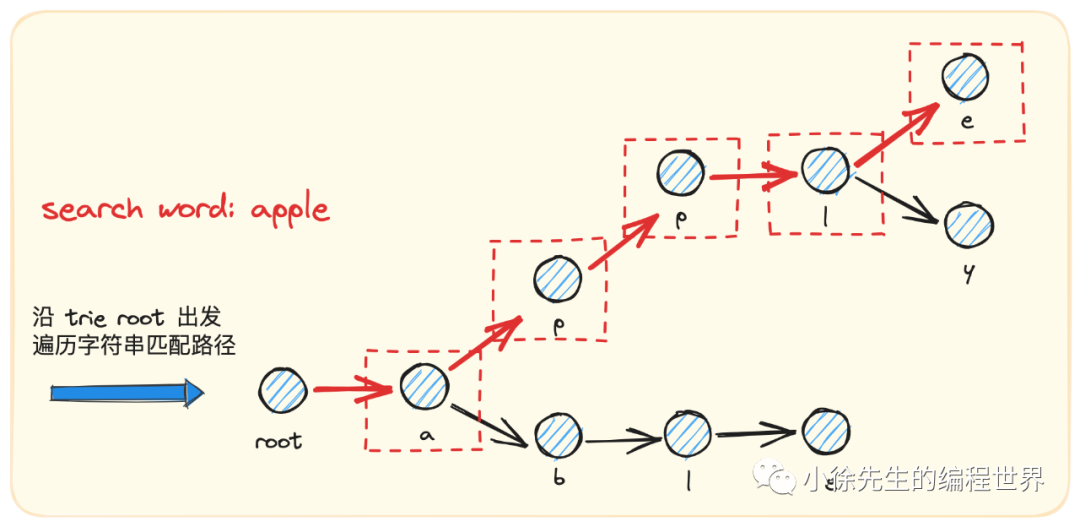 e
p
l
search word: apple
y
p
沿 trie root 出发
遍历字符串匹配路径
root
a
b
l
小徐先生的编程世界